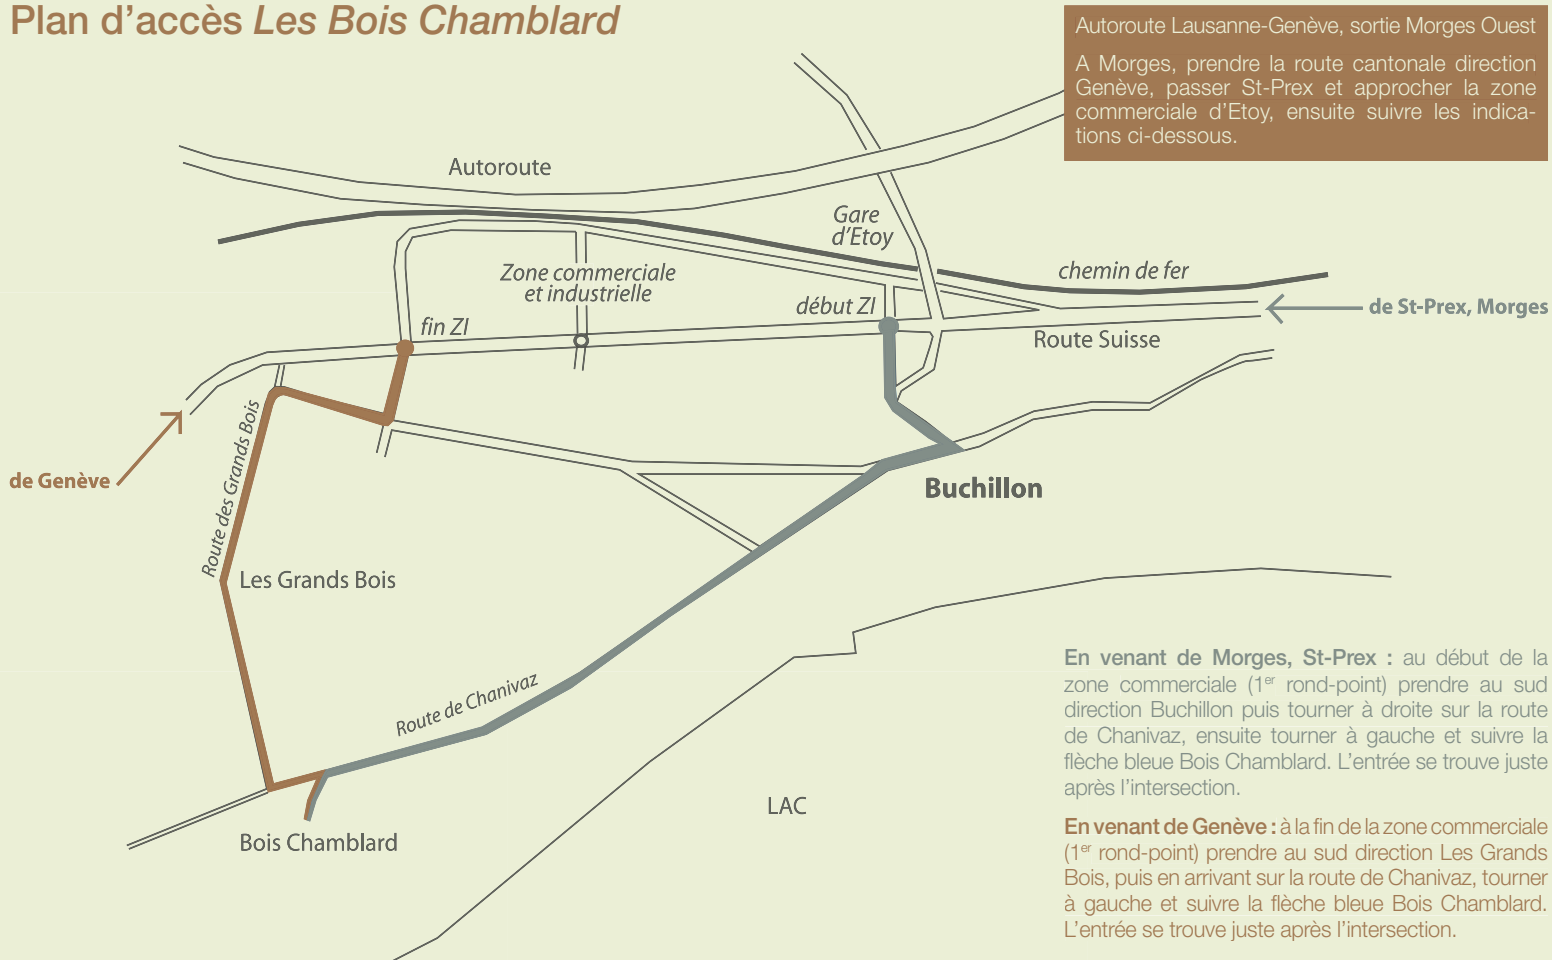 Plan d’accès Les Bois Chamblard
Autoroute Lausanne-Genève, sortie Morges Ouest
A Morges, prendre la route cantonale direction
Genève, passer St-Prex et approcher la zone
commerciale d’Etoy, ensuite suivre les indica-
tions ci-dessous.
Autoroute
Gare
d’Etoy
Zone commerciale
et industrielle
chemin de fer
début ZI
de St-Prex, Morges
fin ZI
Route Suisse
de Genève
Route des Grands Bois
Buchillon
Les Grands Bois
Route de Chanivaz
LAC
Bois Chamblard
En venant de Morges, St-Prex : au début de la
zone commerciale (1er rond-point) prendre au sud
direction Buchillon puis tourner à droite sur la route
de Chanivaz, ensuite tourner à gauche et suivre la
flèche bleue Bois Chamblard. L’entrée se trouve juste
après l’intersection.
En venant de Genève : à la fin de la zone commerciale
(1er rond-point) prendre au sud direction Les Grands
Bois, puis en arrivant sur la route de Chanivaz, tourner
à gauche et suivre la flèche bleue Bois Chamblard.
L’entrée se trouve juste après l’intersection.